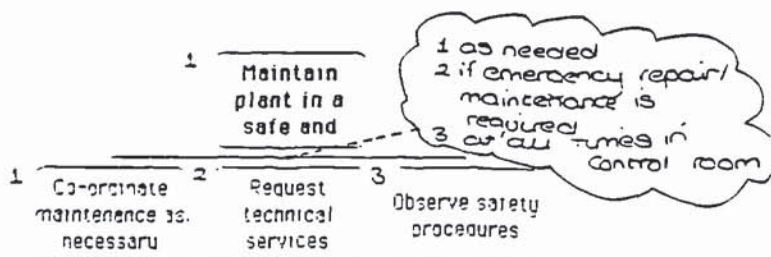 1
Maintain
plant in a
safe and
1 as needed
2 if emergency repair/
maintenance is
required
3 at all times in
control room
1
Co-ordinate
maintenence as.
necessary
2
Request
technical
services
3
Observe safety
procedures